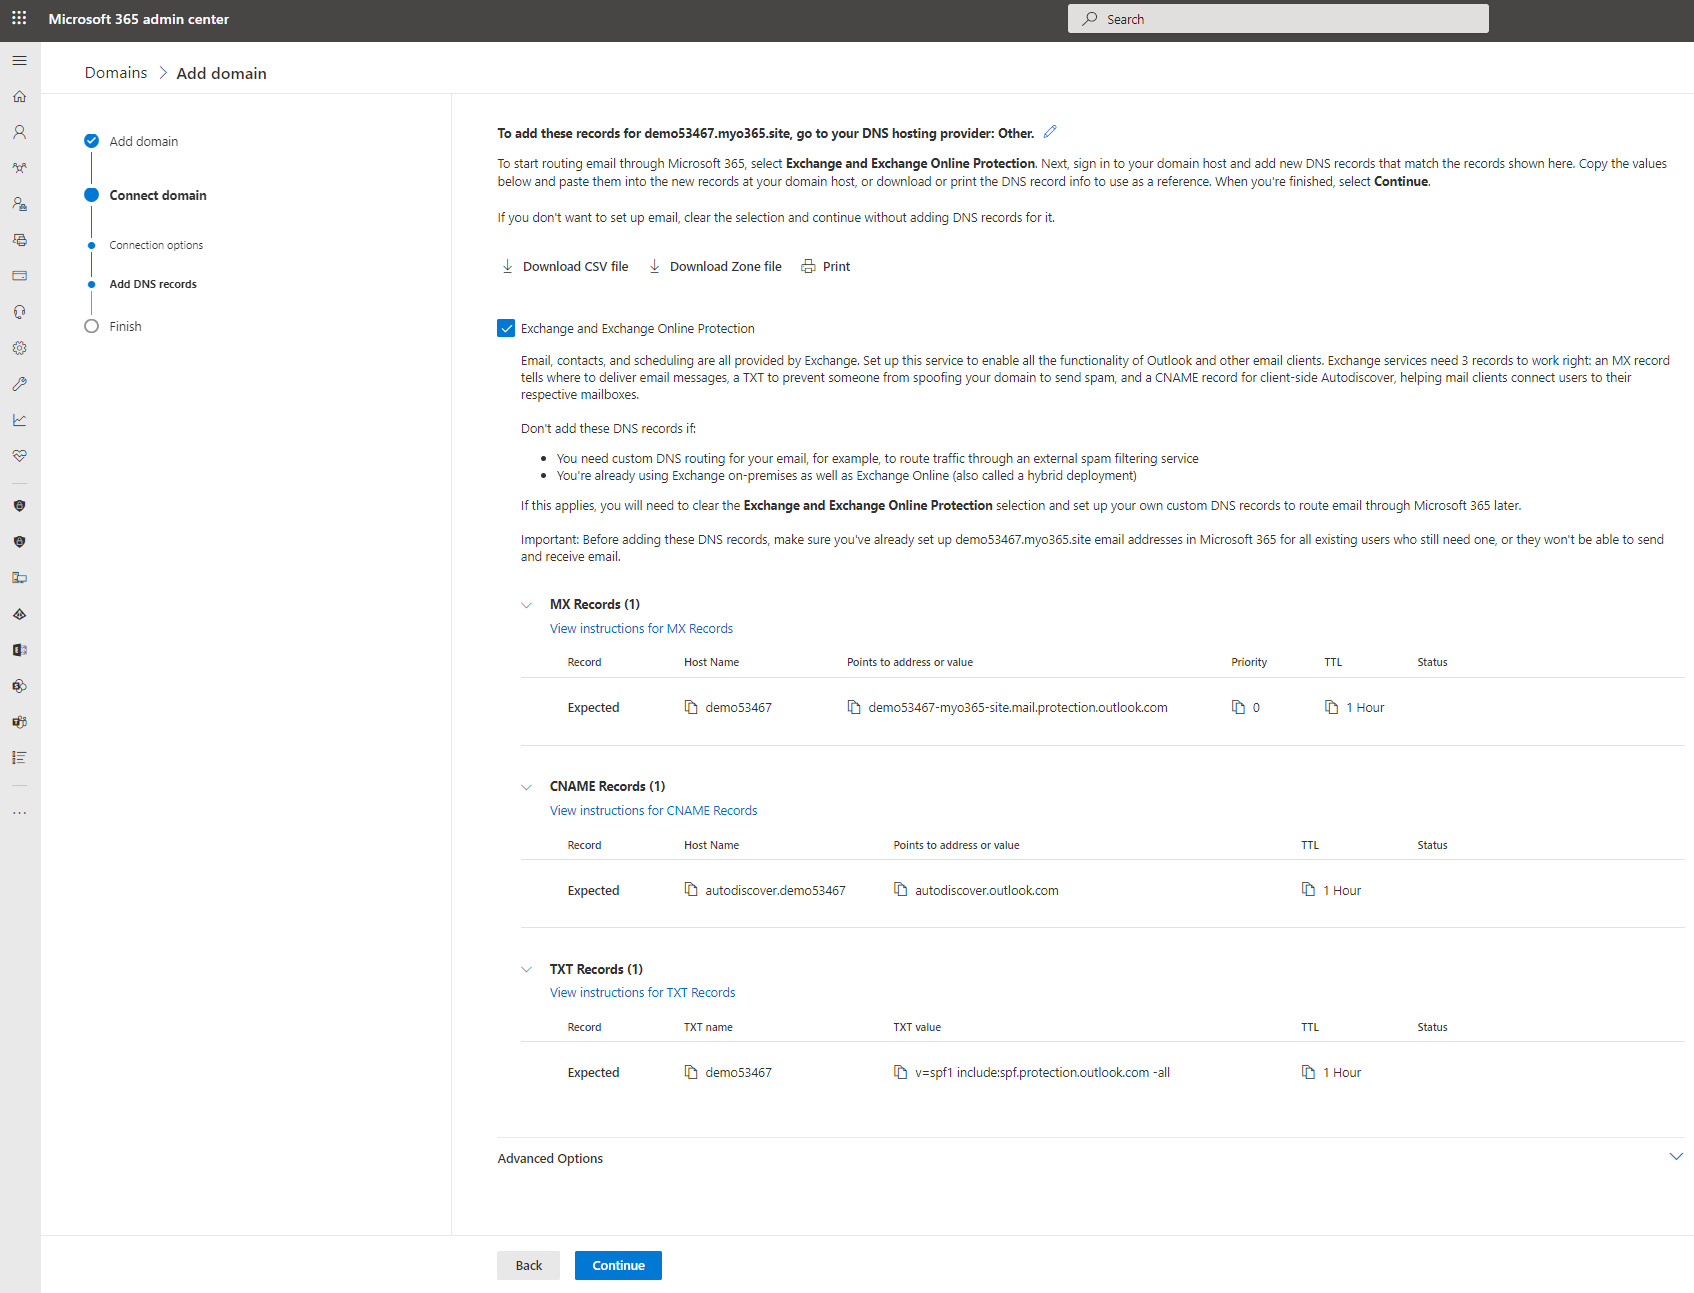 Microsoft 365 admin center
Search
Domains > Add domain
Add domain
Connect domain
Connection options
Add DNS records
Finish
To add these records for demo53467.myo365.site, go to your DNS hosting provider: Other.
To start routing email through Microsoft 365, select Exchange and Exchange Online Protection. Next, sign in to your domain host and add new DNS records that match the records shown here. Copy the values
below and paste them into the new records at your domain host, or download or print the DNS record info to use as a reference. When you're finished, select Continue.
If you don't want to set up email, clear the selection and continue without adding DNS records for it.
Download CSV file Download Zone file Print
Exchange and Exchange Online Protection
Email, contacts, and scheduling are all provided by Exchange. Set up this service to enable all the functionality of Outlook and other email clients. Exchange services need 3 records to work right: an MX record
tells where to deliver email messages, a TXT to prevent someone from spoofing your domain to send spam, and a CNAME record for client-side Autodiscover, helping mail clients connect users to their
respective mailboxes.
Don't add these DNS records if:
• You need custom DNS routing for your email, for example, to route traffic through an external spam filtering service
• You're already using Exchange on-premises as well as Exchange Online (also called a hybrid deployment)
If this applies, you will need to clear the Exchange and Exchange Online Protection selection and set up your own custom DNS records to route email through Microsoft 365 later.
Important: Before adding these DNS records, make sure you've already set up demo53467.myo365.site email addresses in Microsoft 365 for all existing users who still need one, or they won't be able to send
and receive email.
MX Records (1)
View instructions for MX Records
Record Host Name Points to address or value Priority TTL Status
Expected demo53467 demo53467-myo365-site.mail.protection.outlook.com 0 1 Hour
CNAME Records (1)
View instructions for CNAME Records
Record Host Name Points to address or value TTL Status
Expected autodiscover.demo53467 autodiscover.outlook.com 1 Hour
TXT Records (1)
View instructions for TXT Records
Record TXT name TXT value TTL Status
Expected demo53467 v=spf1 include:spf.protection.outlook.com -all 1 Hour
Advanced Options
Back Continue